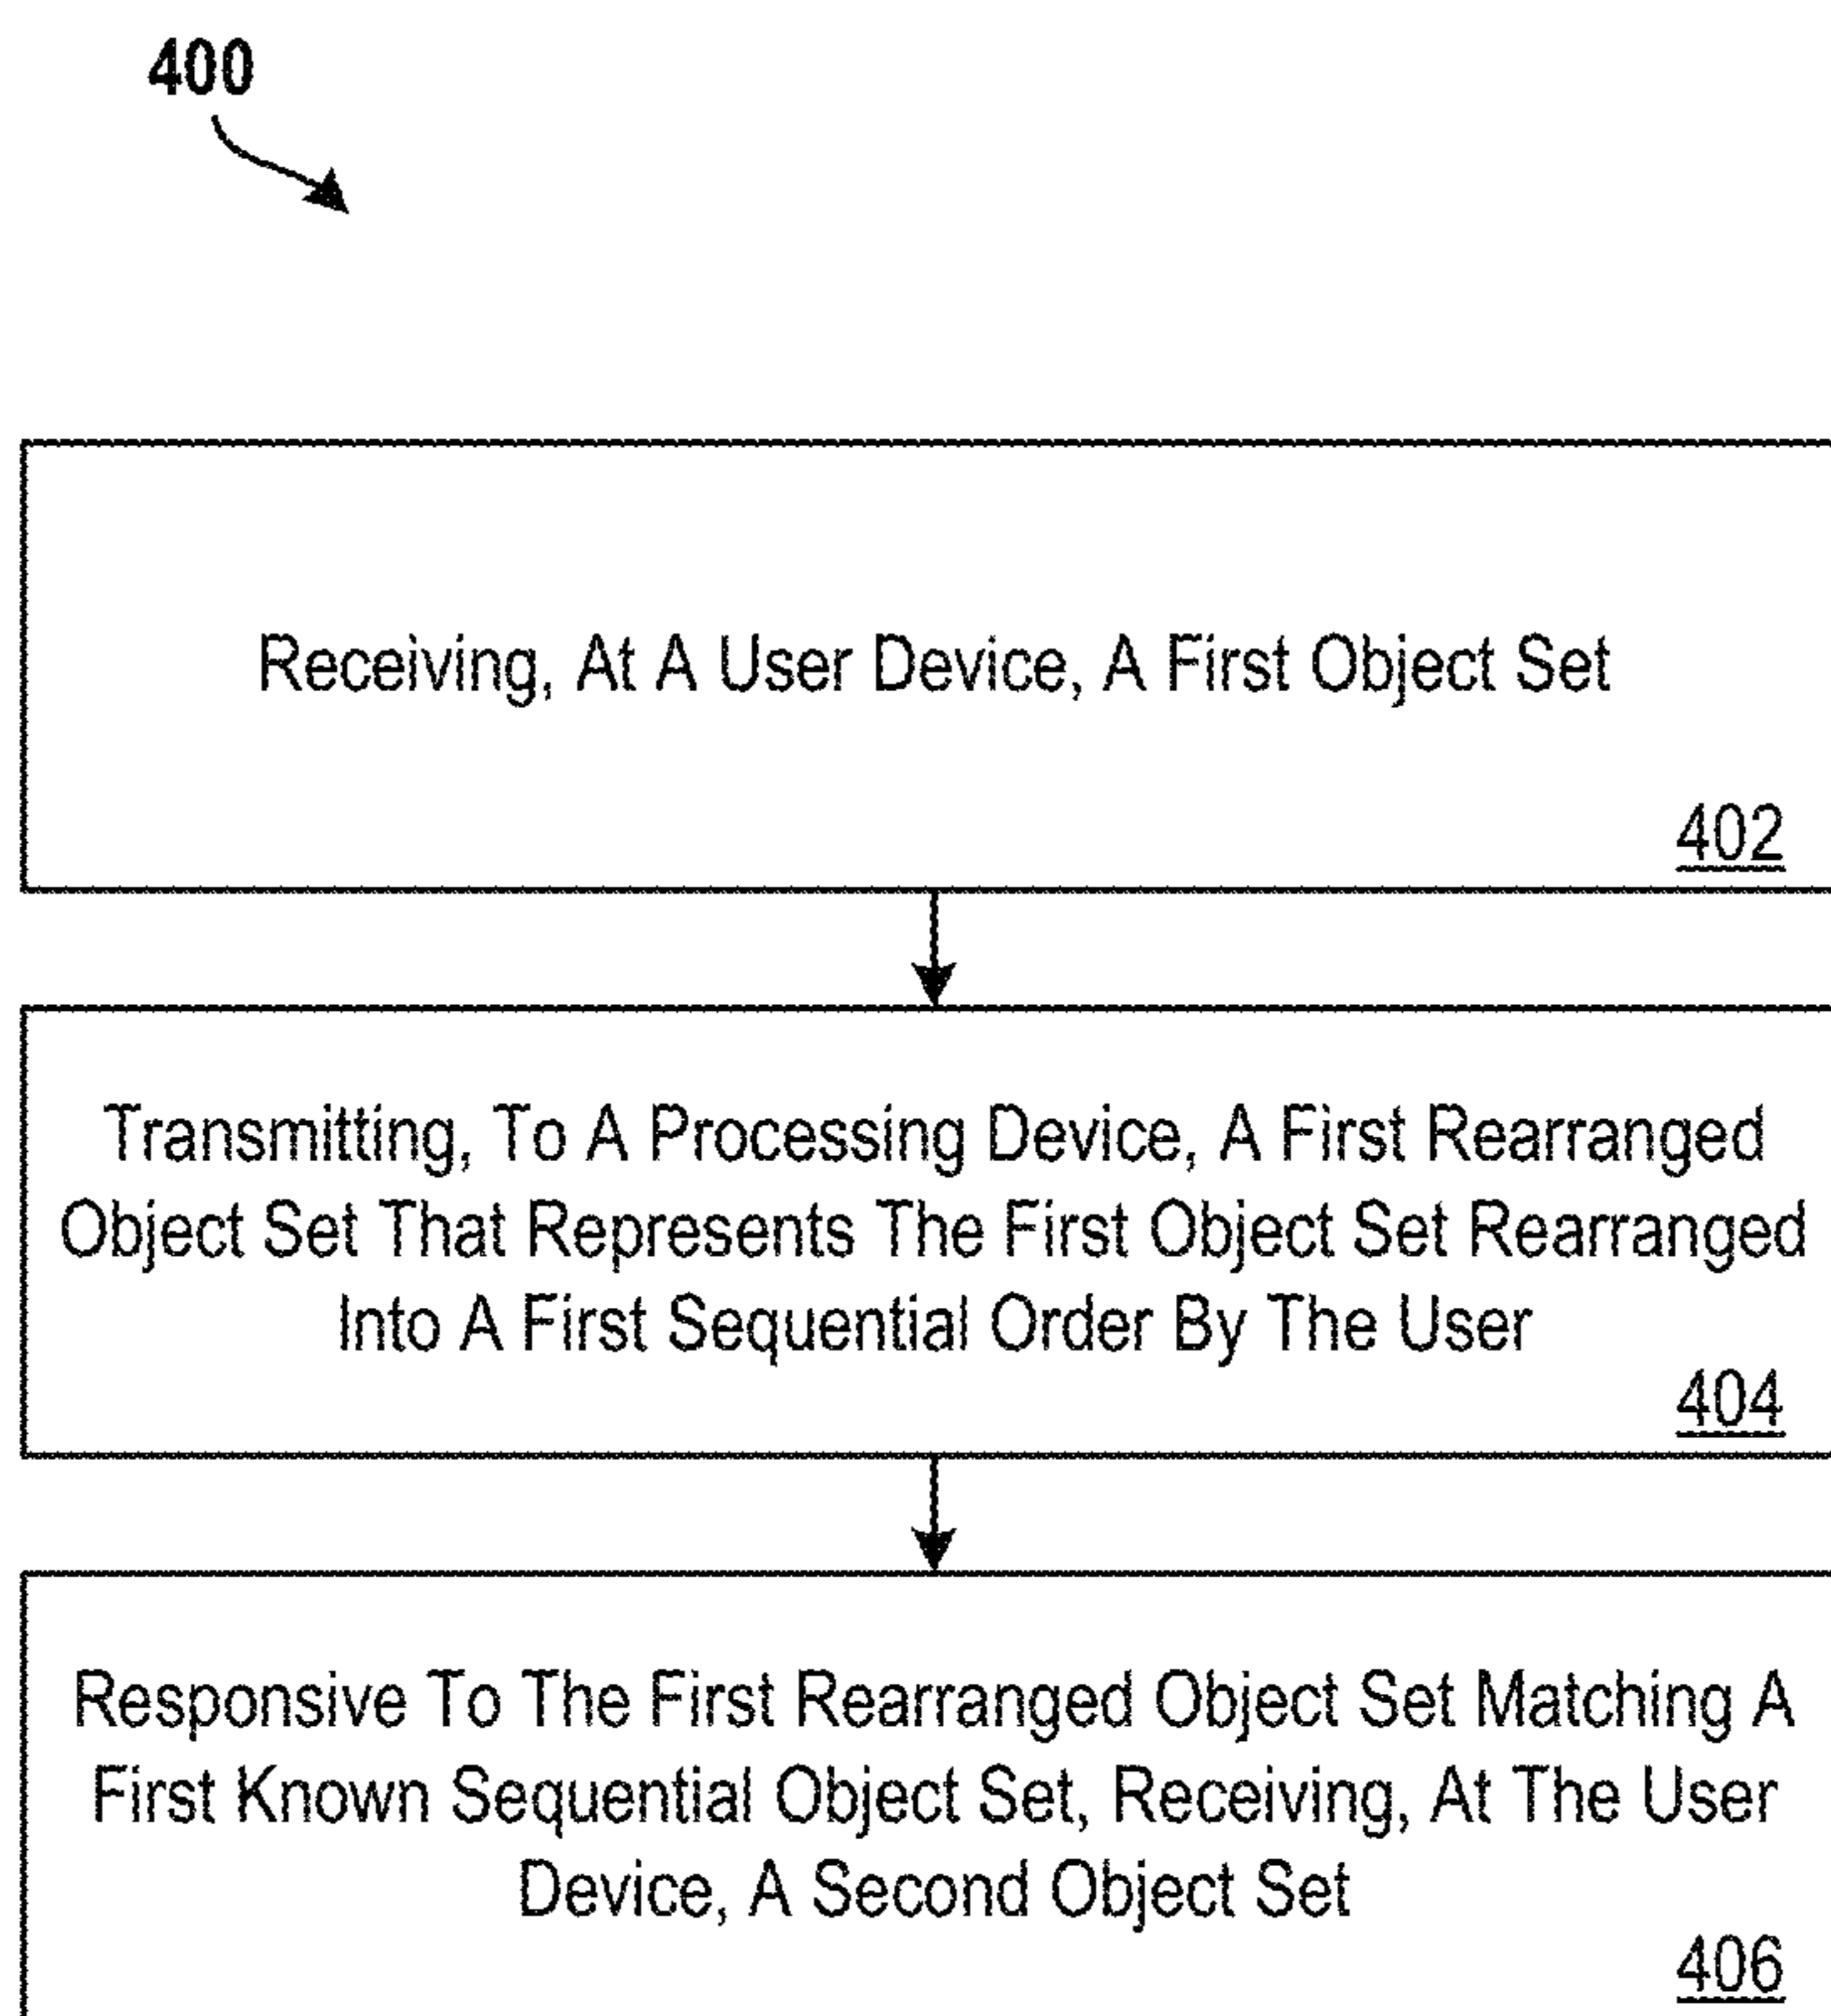 400
Receiving, At A User Device, A First Object Set
402
Transmitting, To A Processing Device, A First Rearranged
Object Set That Represents The First Object Set Rearranged
Into A First Sequential Order By The User
404
Responsive To The First Rearranged Object Set Matching A
First Known Sequential Object Set, Receiving, At The User
Device, A Second Object Set
406